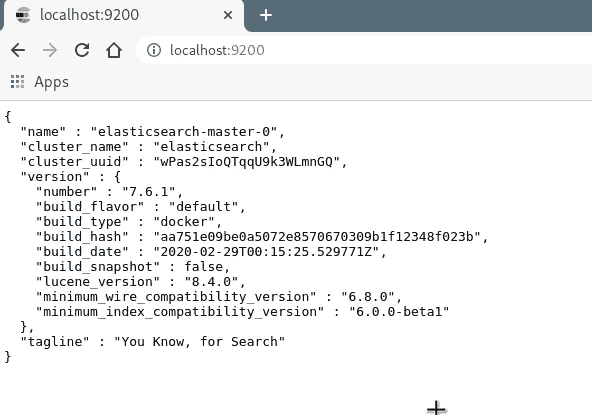 localhost:9200
localhost:9200
Apps
{
  "name" : "elasticsearch-master-0",
  "cluster_name" : "elasticsearch",
  "cluster_uuid" : "wPas2sIoQTqqU9k3WLmnGQ",
  "version" : {
    "number" : "7.6.1",
    "build_flavor" : "default",
    "build_type" : "docker",
    "build_hash" : "aa751e09be0a5072e8570670309b1f12348f023b",
    "build_date" : "2020-02-29T00:15:25.529771Z",
    "build_snapshot" : false,
    "lucene_version" : "8.4.0",
    "minimum_wire_compatibility_version" : "6.8.0",
    "minimum_index_compatibility_version" : "6.0.0-beta1"
  },
  "tagline" : "You Know, for Search"
}